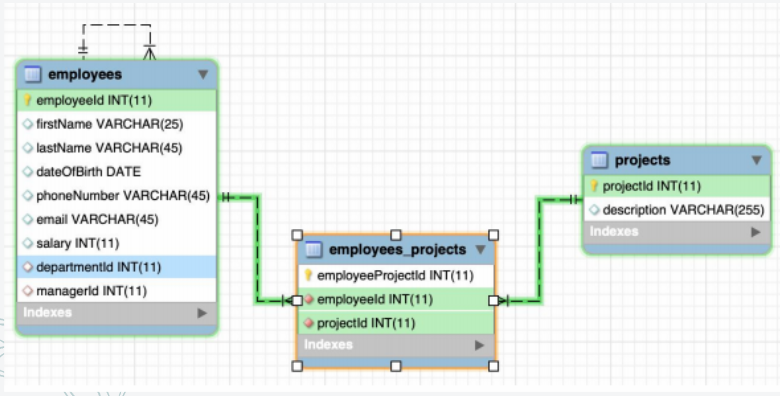 employees
employeeId INT(11)
firstName VARCHAR(25)
lastName VARCHAR(45)
dateOfBirth DATE
phoneNumber VARCHAR(45)
email VARCHAR(45)
salary INT(11)
departmentId INT(11)
managerId INT(11)
Indexes
employees_projects
employeeProjectId INT(11)
employeeId INT(11)
projectId INT(11)
Indexes
projects
projectId INT(11)
description VARCHAR(255)
Indexes